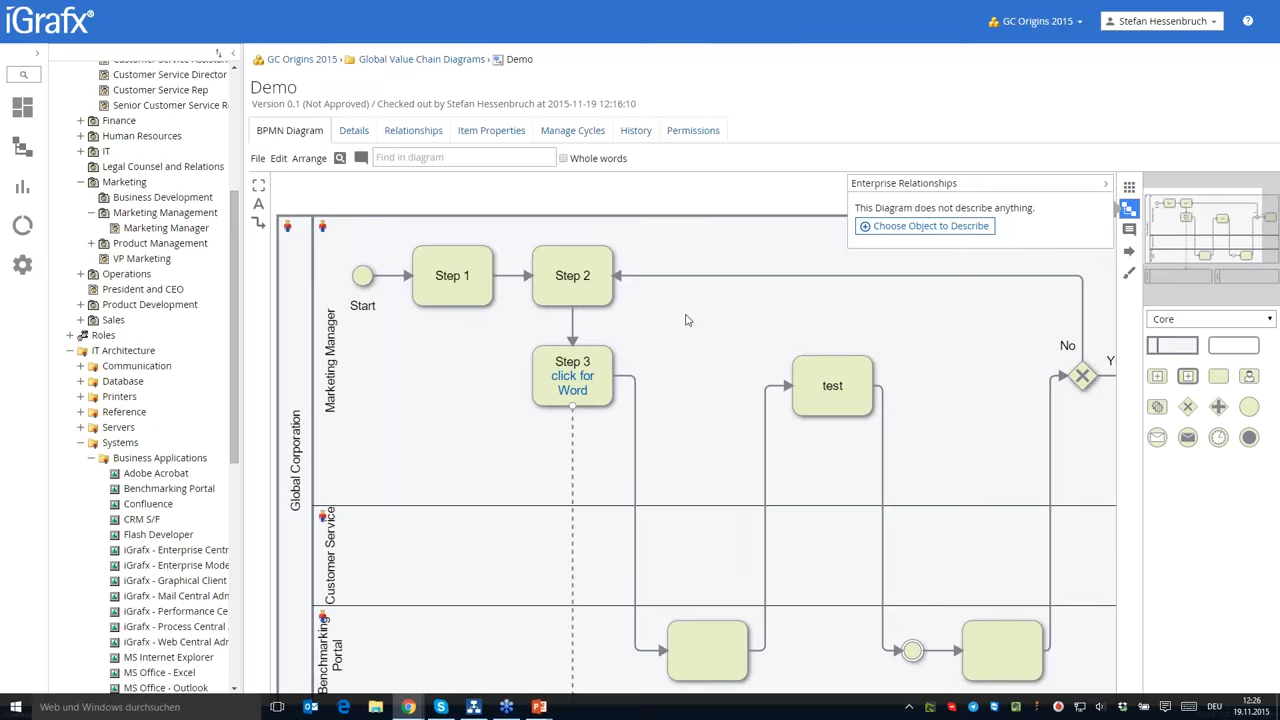 iGrafx®
GC Origins 2015
Stefan Hessenbruch
GC Origins 2015 › Global Value Chain Diagrams › Demo
Demo
Version 0.1 (Not Approved) / Checked out by Stefan Hessenbruch at 2015-11-19 12:16:10
BPMN Diagram
Details
Relationships
Item Properties
Manage Cycles
History
Permissions
File
Edit
Arrange
Find in diagram
Whole words
Customer Service Director
Customer Service Rep
Senior Customer Service R
Finance
Human Resources
IT
Legal Counsel and Relations
Marketing
Business Development
Marketing Management
Marketing Manager
Product Management
VP Marketing
Operations
President and CEO
Product Development
Sales
Roles
IT Architecture
Communication
Database
Printers
Reference
Servers
Systems
Business Applications
Adobe Acrobat
Benchmarking Portal
Confluence
CRM S/F
Flash Developer
iGrafx - Enterprise Centr
iGrafx - Enterprise Mode
iGrafx - Graphical Client
iGrafx - Mail Central Adn
iGrafx - Performance Ce
iGrafx - Process Central
iGrafx - Web Central Adr
MS Internet Explorer
MS Office - Excel
MS Office - Outlook
Enterprise Relationships
This Diagram does not describe anything.
Choose Object to Describe
Global Corporation
Marketing Manager
Customer Service
Benchmarking
Portal
Start
Step 1
Step 2
Step 3
click for
Word
test
No
Y
Core
Web und Windows durchsuchen
DEU
12:26
19.11.2015